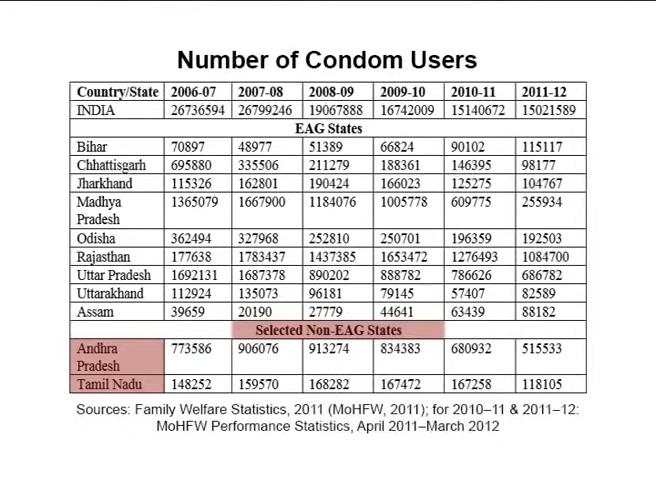 Number of Condom Users
Country/State 2006-07 2007-08 2008-09 2009-10 2010-11 2011-12
INDIA 26736594 26799246 19067888 16742009 15140672 15021589
EAG States
Bihar 70897 48977 51389 66824 90102 115117
Chhattisgarh 695880 335506 211279 188361 146395 98177
Jharkhand 115326 162801 190424 166023 125275 104767
Madhya 1365079 1667900 1184076 1005778 609775 255934
Pradesh
Odisha 362494 327968 252810 250701 196359 192503
Rajasthan 177638 1783437 1437385 1653472 1276493 1084700
Uttar Pradesh 1692131 1687378 890202 888782 786626 686782
Uttarakhand 112924 135073 96181 79145 57407 82589
Assam 39659 20190 27779 44641 63439 88182
Selected Non-EAG States
Andhra 773586 906076 913274 834383 680932 515533
Pradesh
Tamil Nadu 148252 159570 168282 167472 167258 118105
Sources: Family Welfare Statistics, 2011 (MoHFW, 2011); for 2010–11 & 2011–12:
MoHFW Performance Statistics, April 2011–March 2012